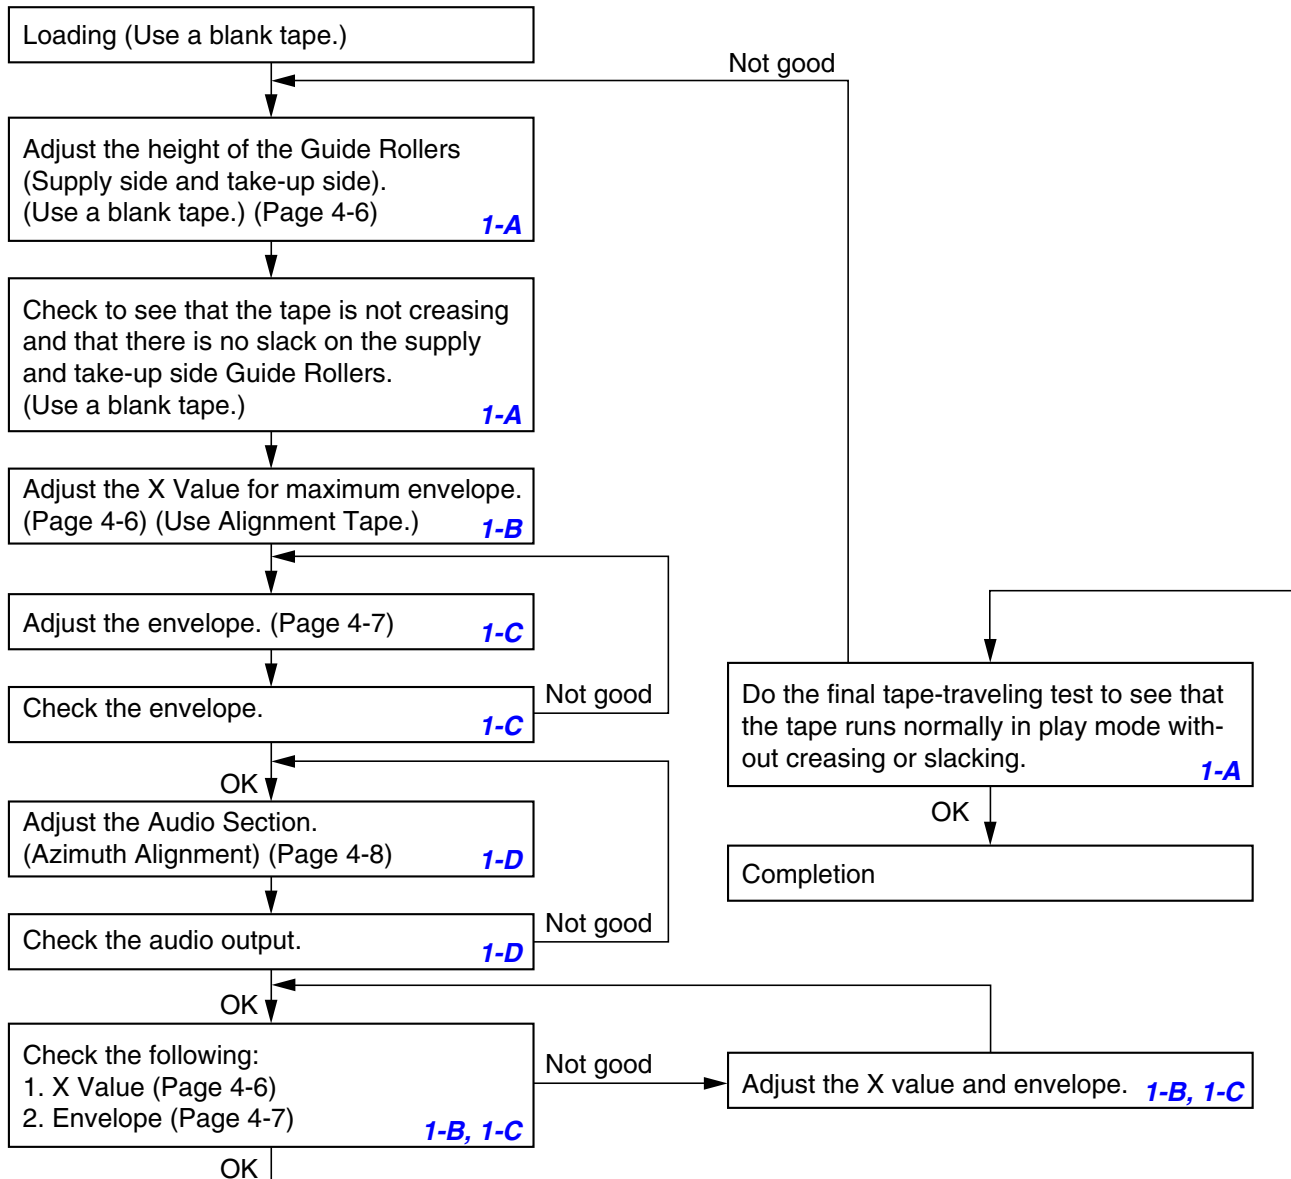 Loading (Use a blank tape.)
Not good
Adjust the height of the Guide Rollers
(Supply side and take-up side).
(Use a blank tape.) (Page 4-6)
1-A
Check to see that the tape is not creasing
and that there is no slack on the supply
and take-up side Guide Rollers.
(Use a blank tape.)
1-A
Adjust the X Value for maximum envelope.
(Page 4-6) (Use Alignment Tape.)
1-B
Adjust the envelope. (Page 4-7)
1-C
Check the envelope.
1-C
Not good
OK
Adjust the Audio Section.
(Azimuth Alignment) (Page 4-8)
1-D
Check the audio output.
1-D
Not good
OK
Check the following:
1. X Value (Page 4-6)
2. Envelope (Page 4-7)
1-B, 1-C
Not good
Adjust the X value and envelope.
1-B, 1-C
OK
Do the final tape-traveling test to see that
the tape runs normally in play mode with-
out creasing or slacking.
1-A
OK
Completion